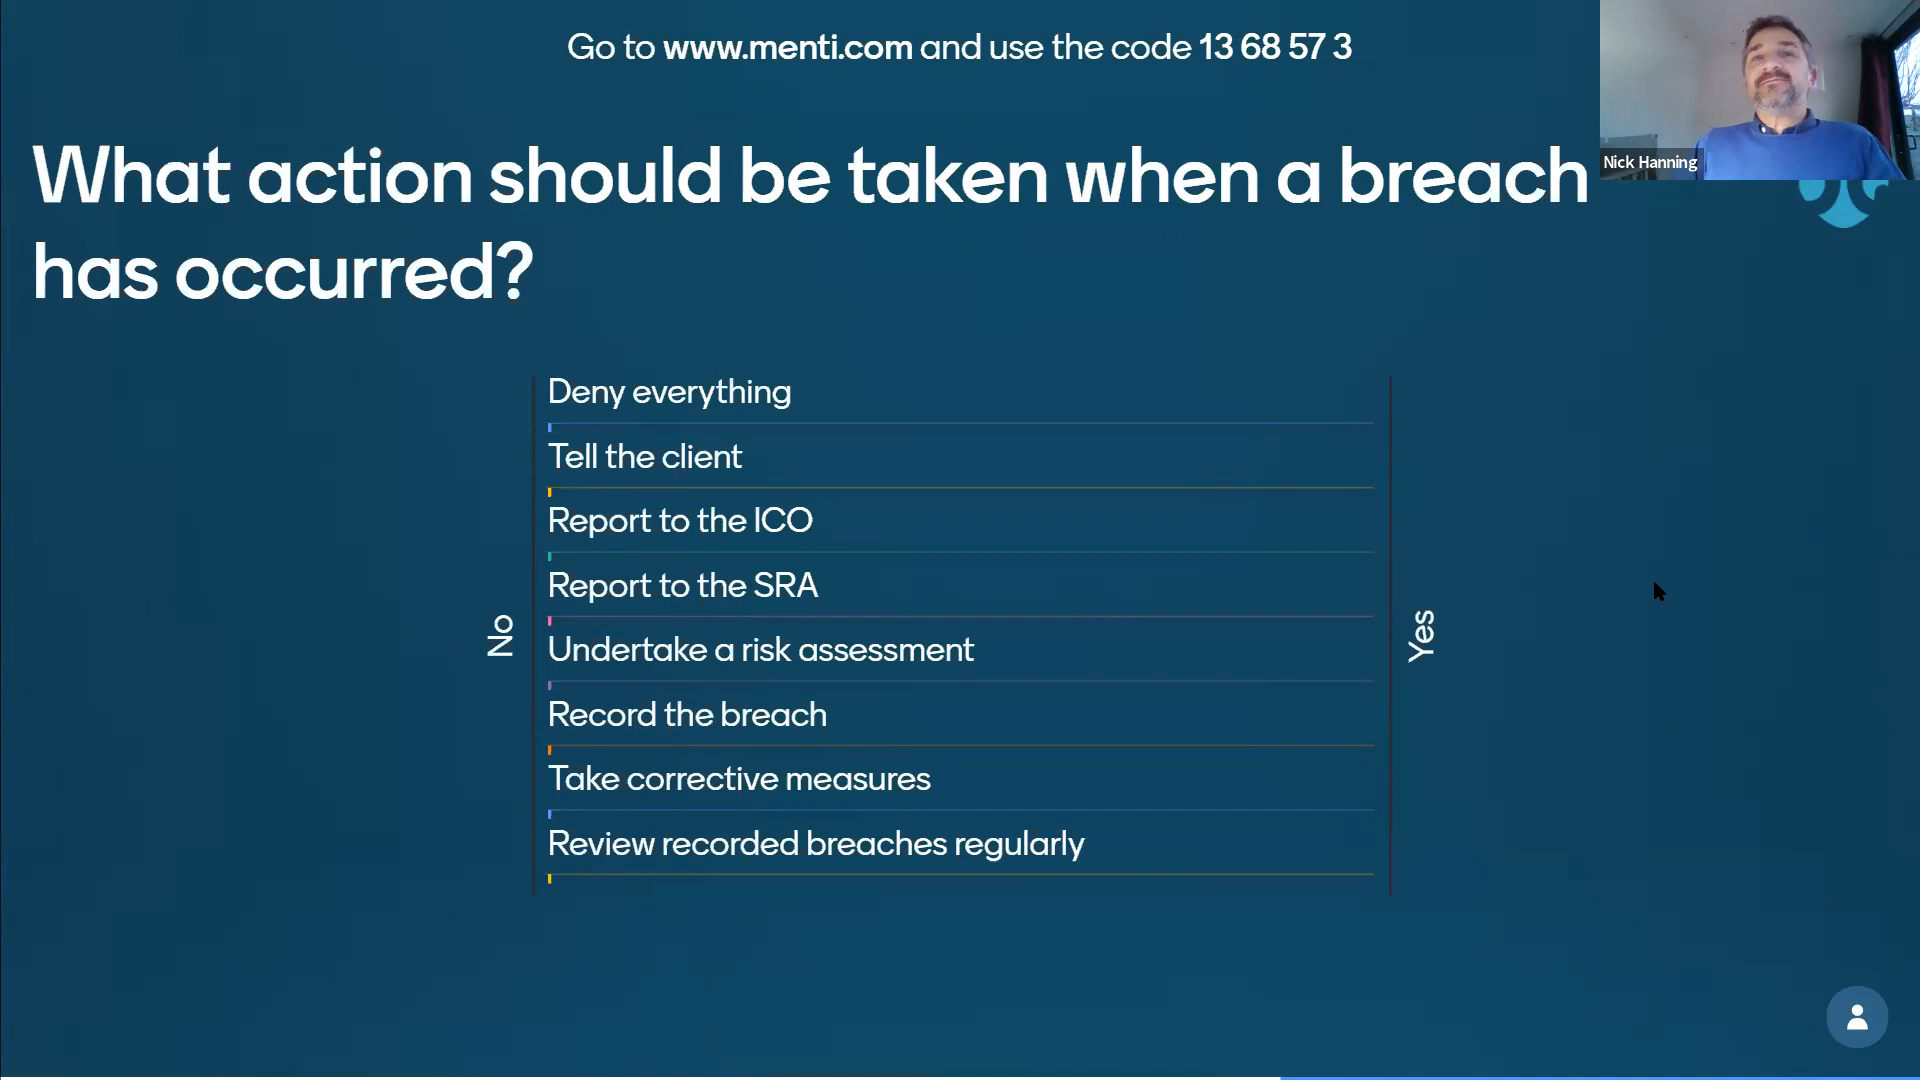 Go to www.menti.com and use the code 13 68 57 3
Nick Hanning
What action should be taken when a breach
has occurred?
Deny everything
Tell the client
Report to the ICO
Report to the SRA
Undertake a risk assessment
Record the breach
Take corrective measures
Review recorded breaches regularly
No
Yes